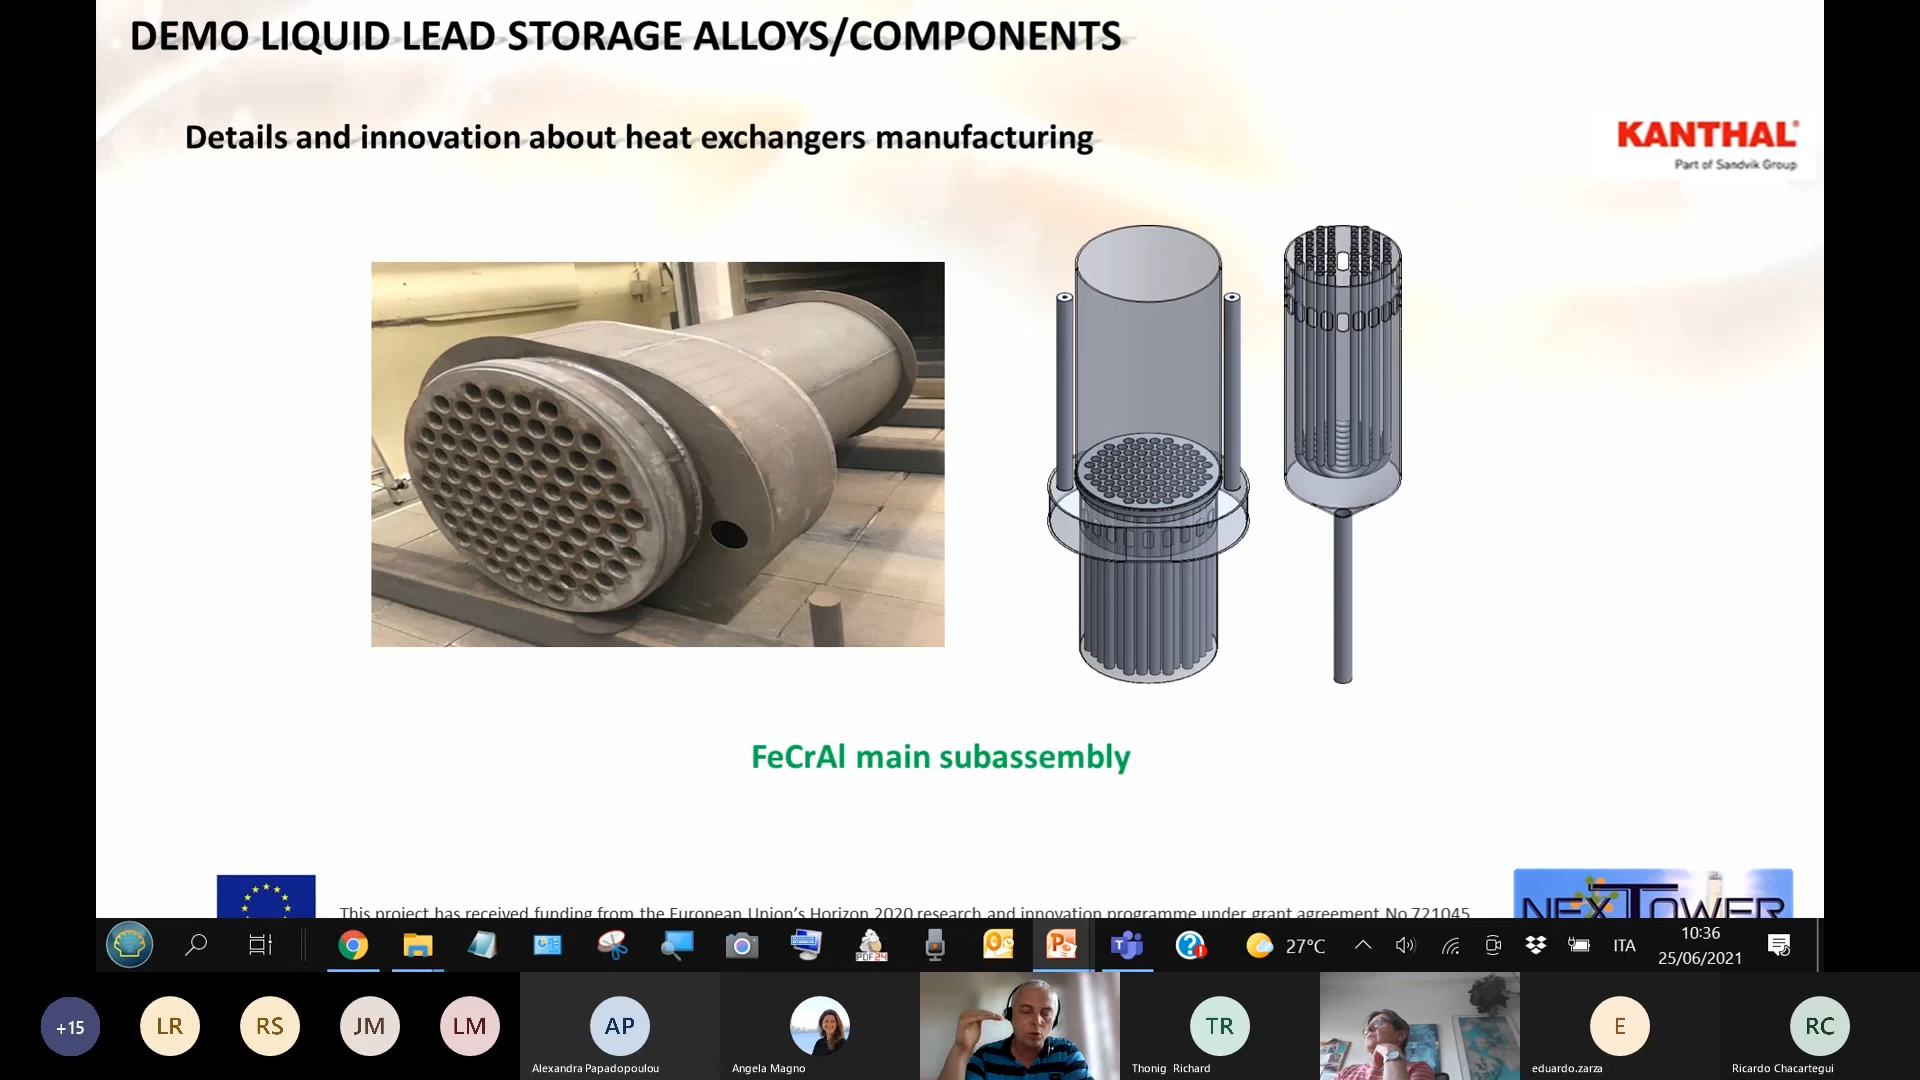 DEMO LIQUID LEAD STORAGE ALLOYS/COMPONENTS
Details and innovation about heat exchangers manufacturing
KANTHAL®
Part of Sandvik Group
FeCrAl main subassembly
This project has received funding from the European Union's Horizon 2020 research and innovation programme under grant agreement No 721045
NEXTOWER
PDF24
27°C
ITA
10:36
25/06/2021
+15
LR
RS
JM
LM
AP
TR
E
RC
Alexandra Papadopoulou
Angela Magno
Thonig Richard
eduardo.zarza
Ricardo Chacartegui